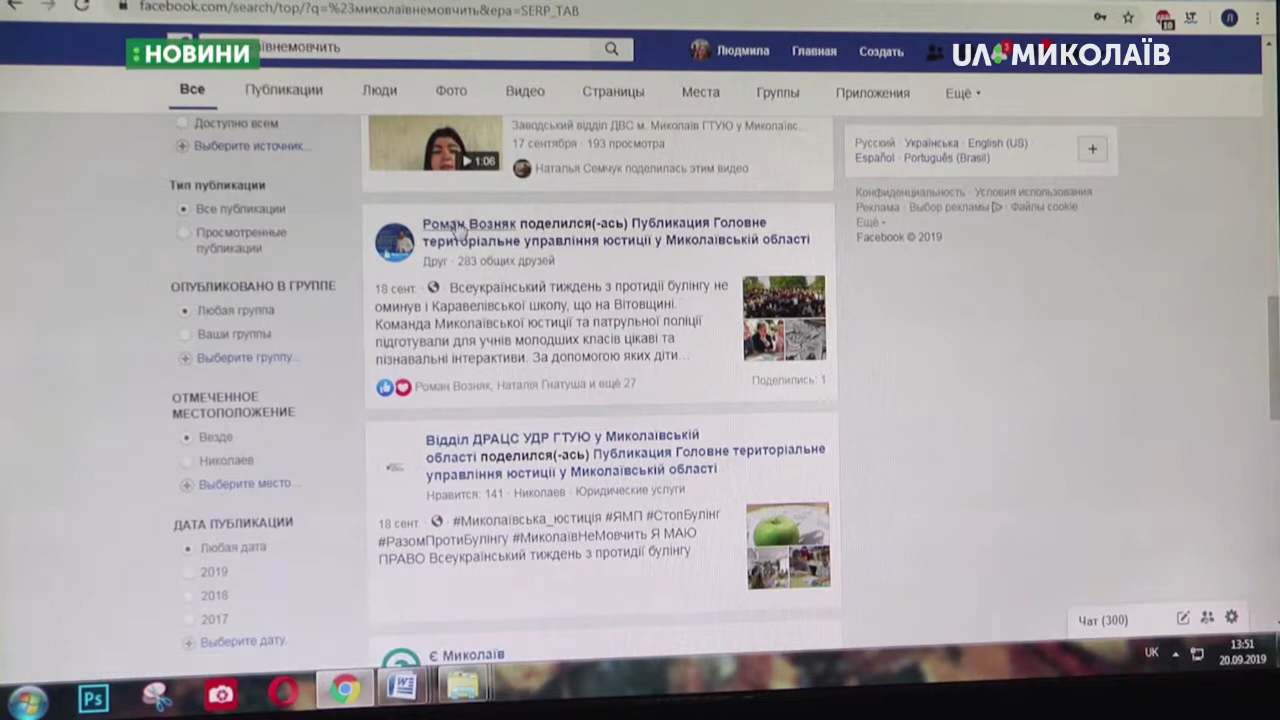 facebook.com/search/top/?q=%23миколаївнемовчить&epa=SERP_TAB
НОВИНИ
ївнемовчить
Людмила Главная Создать
UA МИКОЛАЇВ
Все Публикации Люди Фото Видео Страницы Места Группы Приложения Ещё
Доступно всем
Выберите источник...
Тип публикации
Все публикации
Просмотренные
публикации
ОПУБЛИКОВАНО В ГРУППЕ
Любая группа
Ваши группы
Выберите группу...
ОТМЕЧЕННОЕ
МЕСТОПОЛОЖЕНИЕ
Везде
Николаев
Выберите место...
ДАТА ПУБЛИКАЦИИ
Любая дата
2019
2018
2017
Выберите дату.
1:06
Заводський відділ ДВС м. Миколаїв ГТУЮ у Миколаївс...
17 сентября · 193 просмотра
Наталья Семчук поделилась этим видео
Роман Возняк поделился(-ась) Публикация Головне
територіальне управління юстиції у Миколаївській області
Друг · 283 общих друзей
18 сент. · Всеукраїнський тиждень з протидії булінгу не
оминув і Каравелівської школу, що на Вітовщині.
Команда Миколаївської юстиції та патрульної поліції
підготували для учнів молодших класів цікаві та
пізнавальні інтерактиви. За допомогою яких діти...
Роман Возняк, Наталія Гнатуша и ещё 27
Поделились: 1
Відділ ДРАЦС УДР ГТУЮ у Миколаївській
області поделился(-ась) Публикация Головне територіальне
управління юстиції у Миколаївській області
Нравится: 141 · Николаев · Юридические услуги
18 сент. · #Миколаївська_юстиція #ЯМП #СтопБулінг
#РазомПротиБулінгу #МиколаївНеМовчить Я МАЮ
ПРАВО Всеукраїнський тиждень з протидії булінгу
Є Миколаїв
Русский · Українська · English (US)
Español · Português (Brasil)
Конфиденциальность · Условия использования
Реклама · Выбор рекламы · Файлы cookie
Ещё
Facebook © 2019
Чат (300)
Ps
UK
13:51
20.09.2019